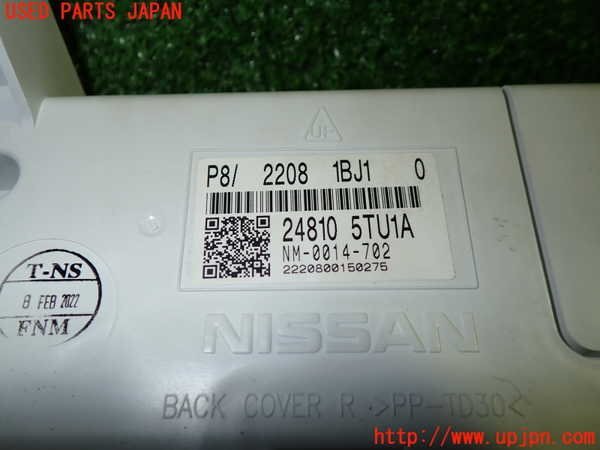 USED PARTS JAPAN
UP
P8/ 2208 1BJ1 0
24810 5TU1A
NM-0014-702
2220800150275
T-NS
8 FEB 2022
FNM
NISSAN
BACK COVER R >PP-TD30<
http://www.upjpn.com/